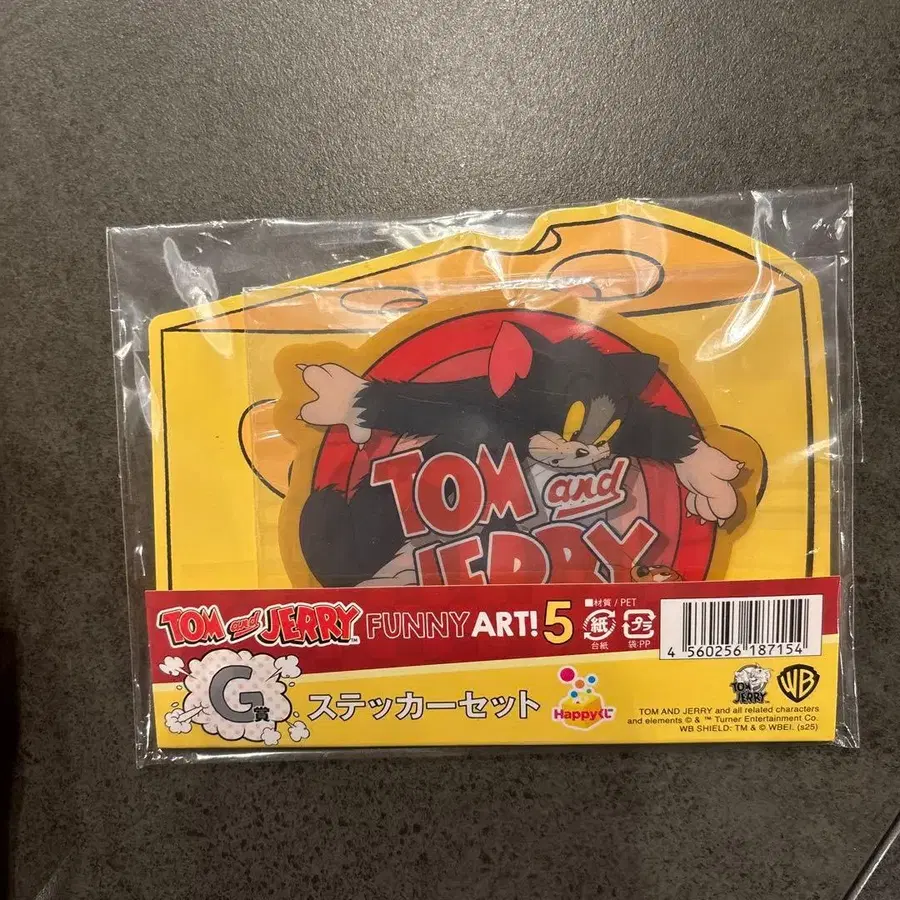 TOM and
JERRY
TOM and JERRY™ FUNNY ART! 5
■材質 / PET
紙
台紙
プラ
袋:PP
4 560256 187154
G賞
ステッカーセット
Happyくじ
TOM and JERRY
WB
TOM AND JERRY and all related characters
and elements © & ™ Turner Entertainment Co.
WB SHIELD: TM & © WBEI. (s25)